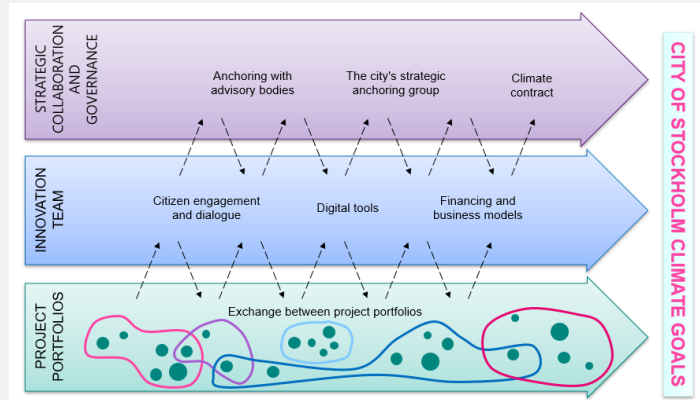 STRATEGIC
COLLABORATION
AND
GOVERNANCE
Anchoring with
advisory bodies
The city's strategic
anchoring group
Climate
contract
INNOVATION
TEAM
Citizen engagement
and dialogue
Digital tools
Financing and
business models
PROJECT
PORTFOLIOS
Exchange between project portfolios
CITY OF STOCKHOLM CLIMATE GOALS